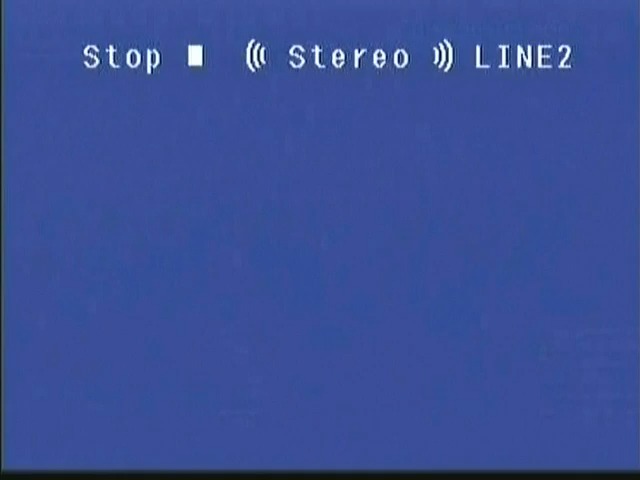 Stop ■ ((( Stereo ))) LINE2